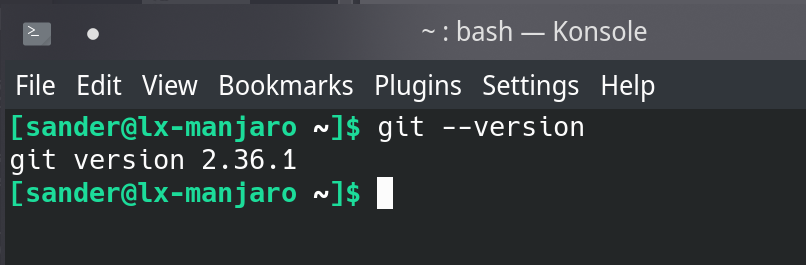 ~ : bash — Konsole
File Edit View Bookmarks Plugins Settings Help
[sander@lx-manjaro ~]$ git --version
git version 2.36.1
[sander@lx-manjaro ~]$